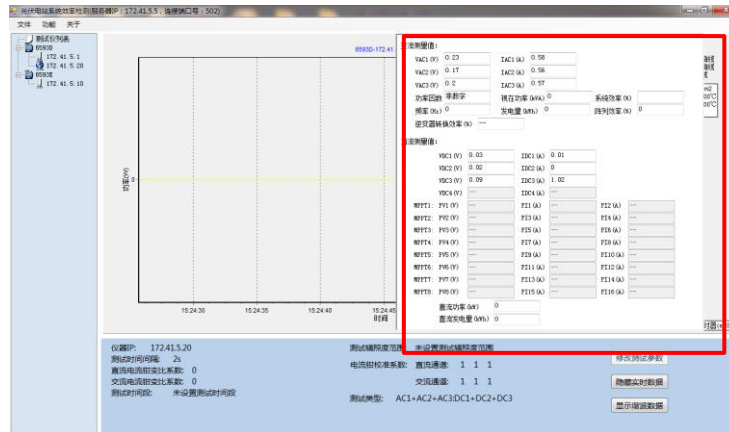 光伏电站系统效率检测(服务器IP：172.41.5.5，连接端口号：502)
文件 功能 关于
测试仪列表
6593D
172.41.5.1
172.41.5.20
6593E
172.41.5.10
6593D-172.41.
功率(W)
0
15:24:30 15:24:35 15:24:40 15:24:45
时间
流测量值：
VAC1(V) 0.23 IAC1(A) 0.58
VAC2(V) 0.17 IAC2(A) 0.56
VAC3(V) 0.2 IAC3(A) 0.57
功率因数 非数字 视在功率(kVA) 0 系统效率(%)
频率(Hz) 0 发电量(kWh) 0 阵列效率(%) 0
逆变器转换效率(%) --
流测量值：
VDC1(V) 0.03 IDC1(A) 0.01
VDC2(V) 0.02 IDC2(A) 0
VDC3(V) 0.09 IDC3(A) 1.02
VDC4(V) -- IDC4(A) --
MPPT1: PV1(V) -- PI1(A) -- PI2(A) --
MPPT2: PV2(V) -- PI3(A) -- PI4(A) --
MPPT3: PV3(V) -- PI5(A) -- PI6(A) --
MPPT4: PV4(V) -- PI7(A) -- PI8(A) --
MPPT5: PV5(V) -- PI9(A) -- PI10(A) --
MPPT6: PV6(V) -- PI11(A) -- PI12(A) --
MPPT7: PV7(V) -- PI13(A) -- PI14(A) --
MPPT8: PV8(V) -- PI15(A) -- PI16(A) --
直流功率(kW) 0
直流发电量(kWh) 0
仪器IP: 172.41.5.20
测试时间间隔: 2s
直流电流钳变比系数: 0
交流电流钳变比系数: 0
测试时间段: 未设置测试时间段
测试辐照度范围: 未设置测试辐照度范围
电流钳校准系数: 直流通道: 1 1 1
交流通道: 1 1 1
测试类型: AC1+AC2+AC3:DC1+DC2+DC3
修改测试参数
隐藏实时数据
显示谐波数据